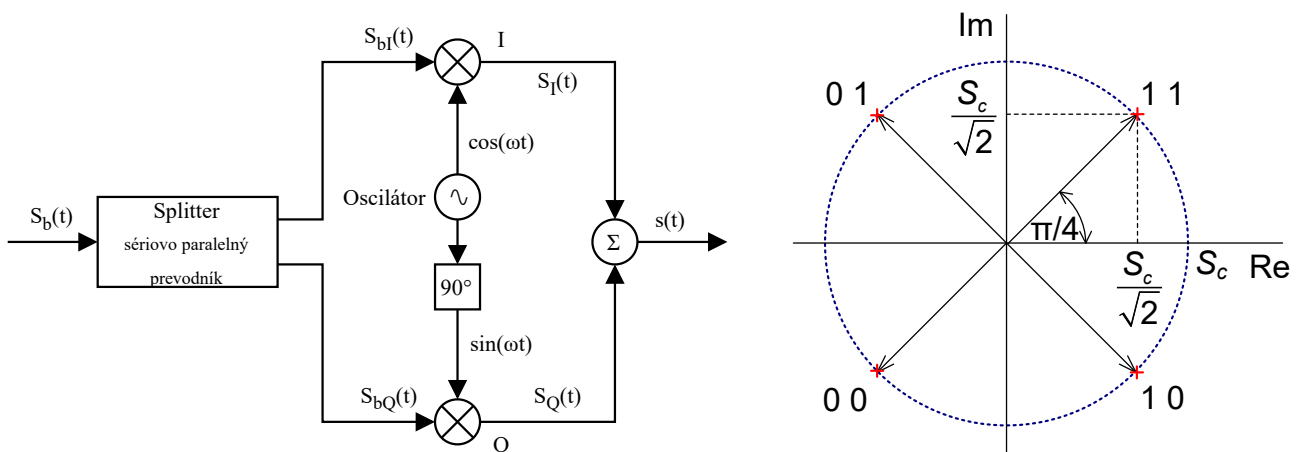 S_b(t)
Splitter
sériovo paralelný
prevodník
S_bI(t)
I
S_I(t)
cos(ωt)
Oscilátor
90°
sin(ωt)
S_bQ(t)
S_Q(t)
Q
Σ
s(t)
Im
0 1
S_c
√2
1 1
π/4
S_c
√2
S_c
Re
0 0
1 0